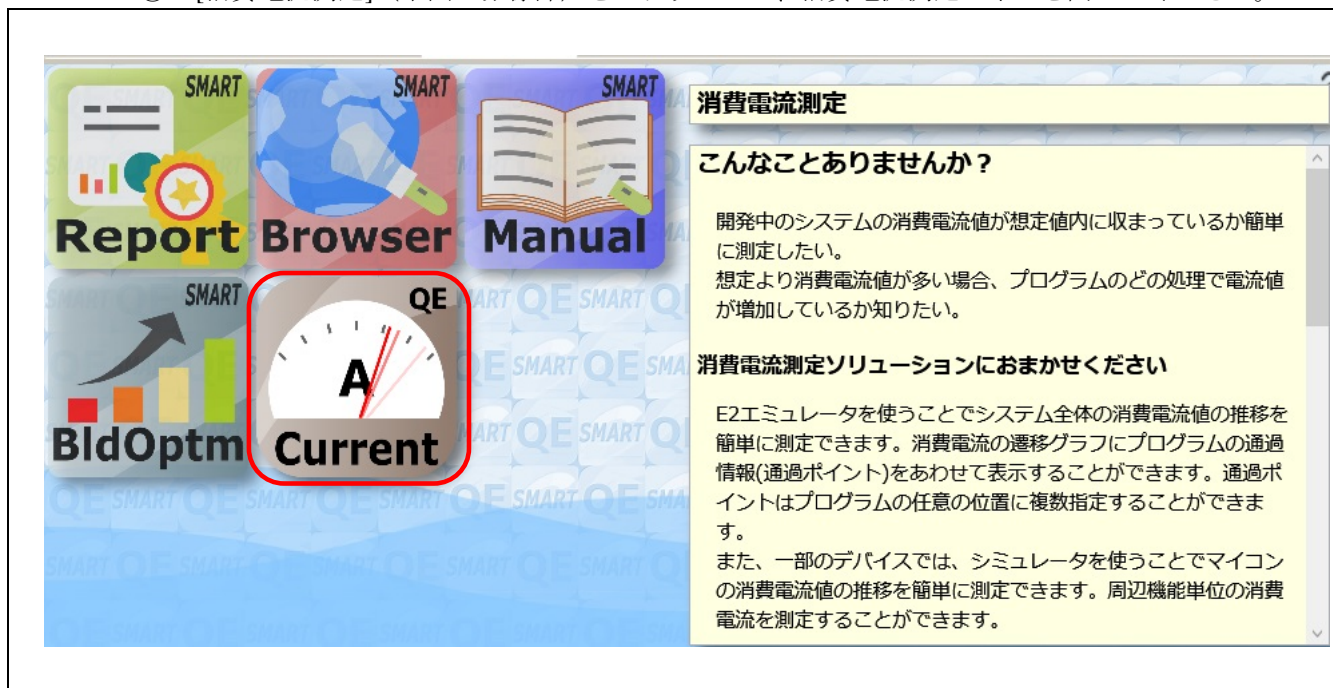 SMART
Report
SMART
Browser
SMART
Manual
SMART
BldOptm
QE
A
Current
消費電流測定
こんなことありませんか？
開発中のシステムの消費電流値が想定値内に収まっているか簡単
に測定したい。
想定より消費電流値が多い場合、プログラムのどの処理で電流値
が増加しているか知りたい。
消費電流測定ソリューションにおまかせください
E2エミュレータを使うことでシステム全体の消費電流値の推移を
簡単に測定できます。消費電流の遷移グラフにプログラムの通過
情報(通過ポイント)をあわせて表示することができます。通過ポ
イントはプログラムの任意の位置に複数指定することができま
す。
また、一部のデバイスでは、シミュレータを使うことでマイコン
の消費電流値の推移を簡単に測定できます。周辺機能単位の消費
電流を測定することができます。